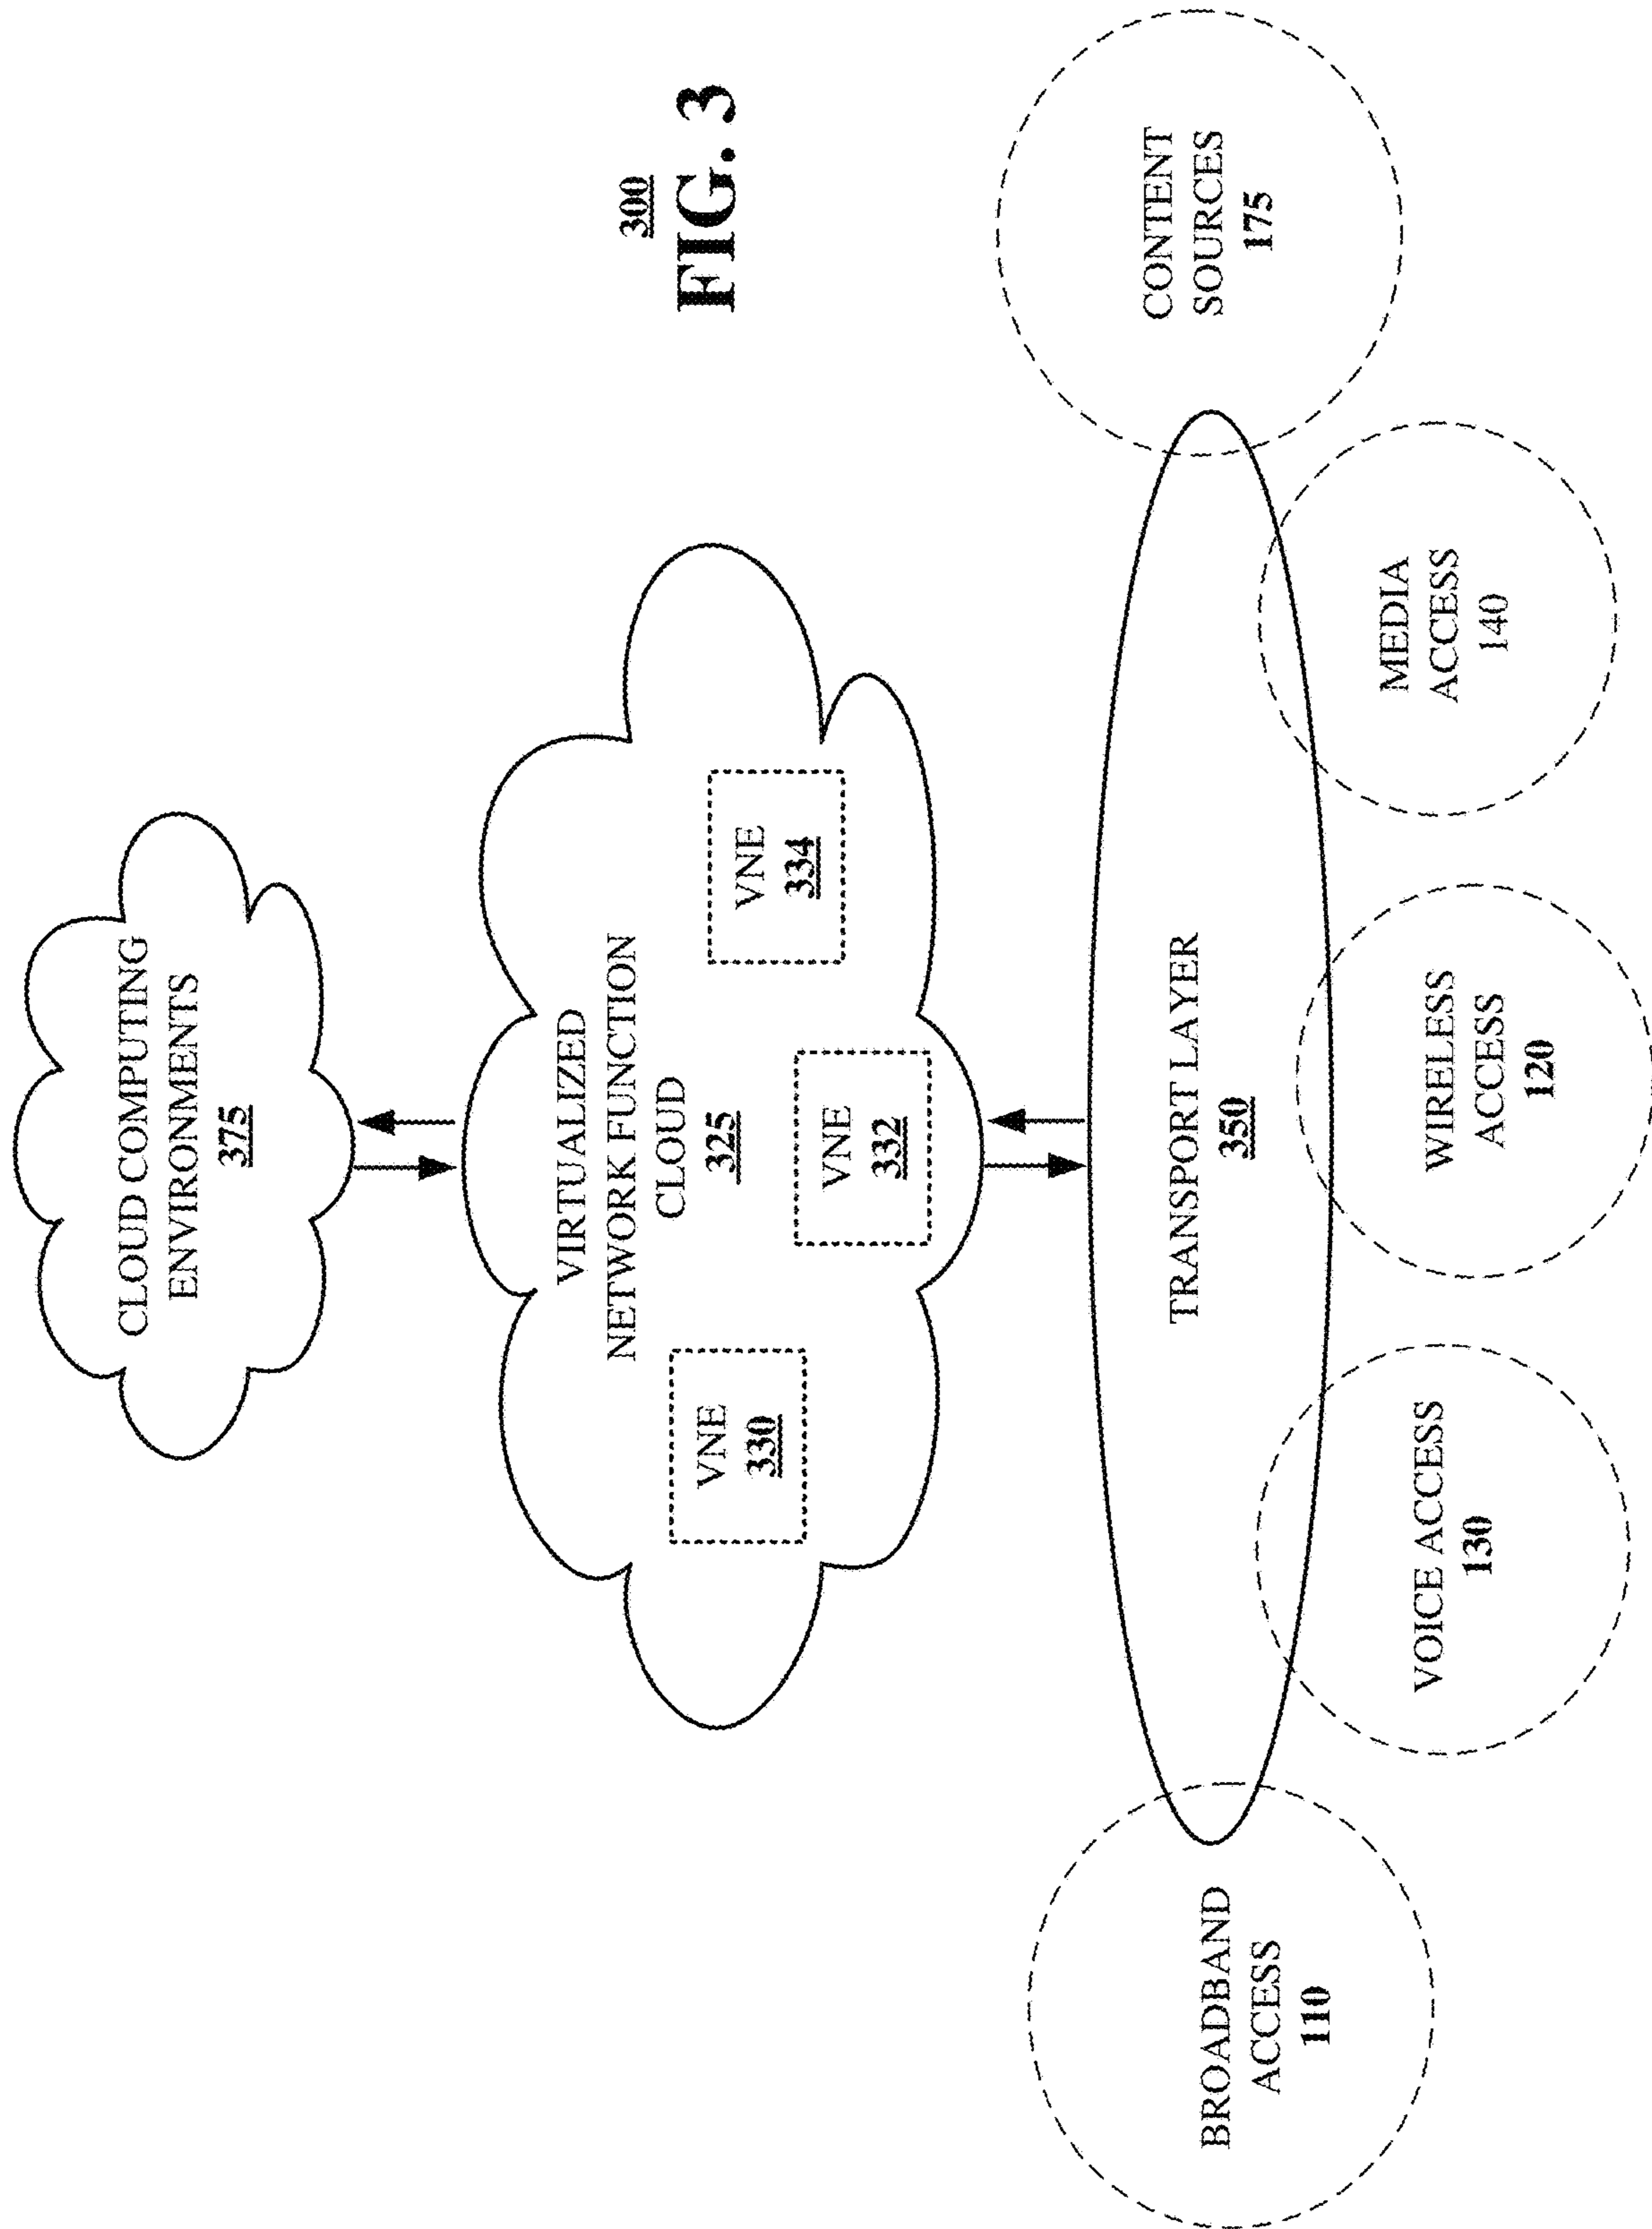 CLOUD COMPUTING
ENVIRONMENTS
375
VIRTUALIZED
NETWORK FUNCTION
CLOUD
325
VNE
330
VNE
332
VNE
334
300
FIG. 3
TRANSPORT LAYER
350
BROADBAND
ACCESS
110
VOICE ACCESS
130
WIRELESS
ACCESS
120
MEDIA
ACCESS
140
CONTENT
SOURCES
175